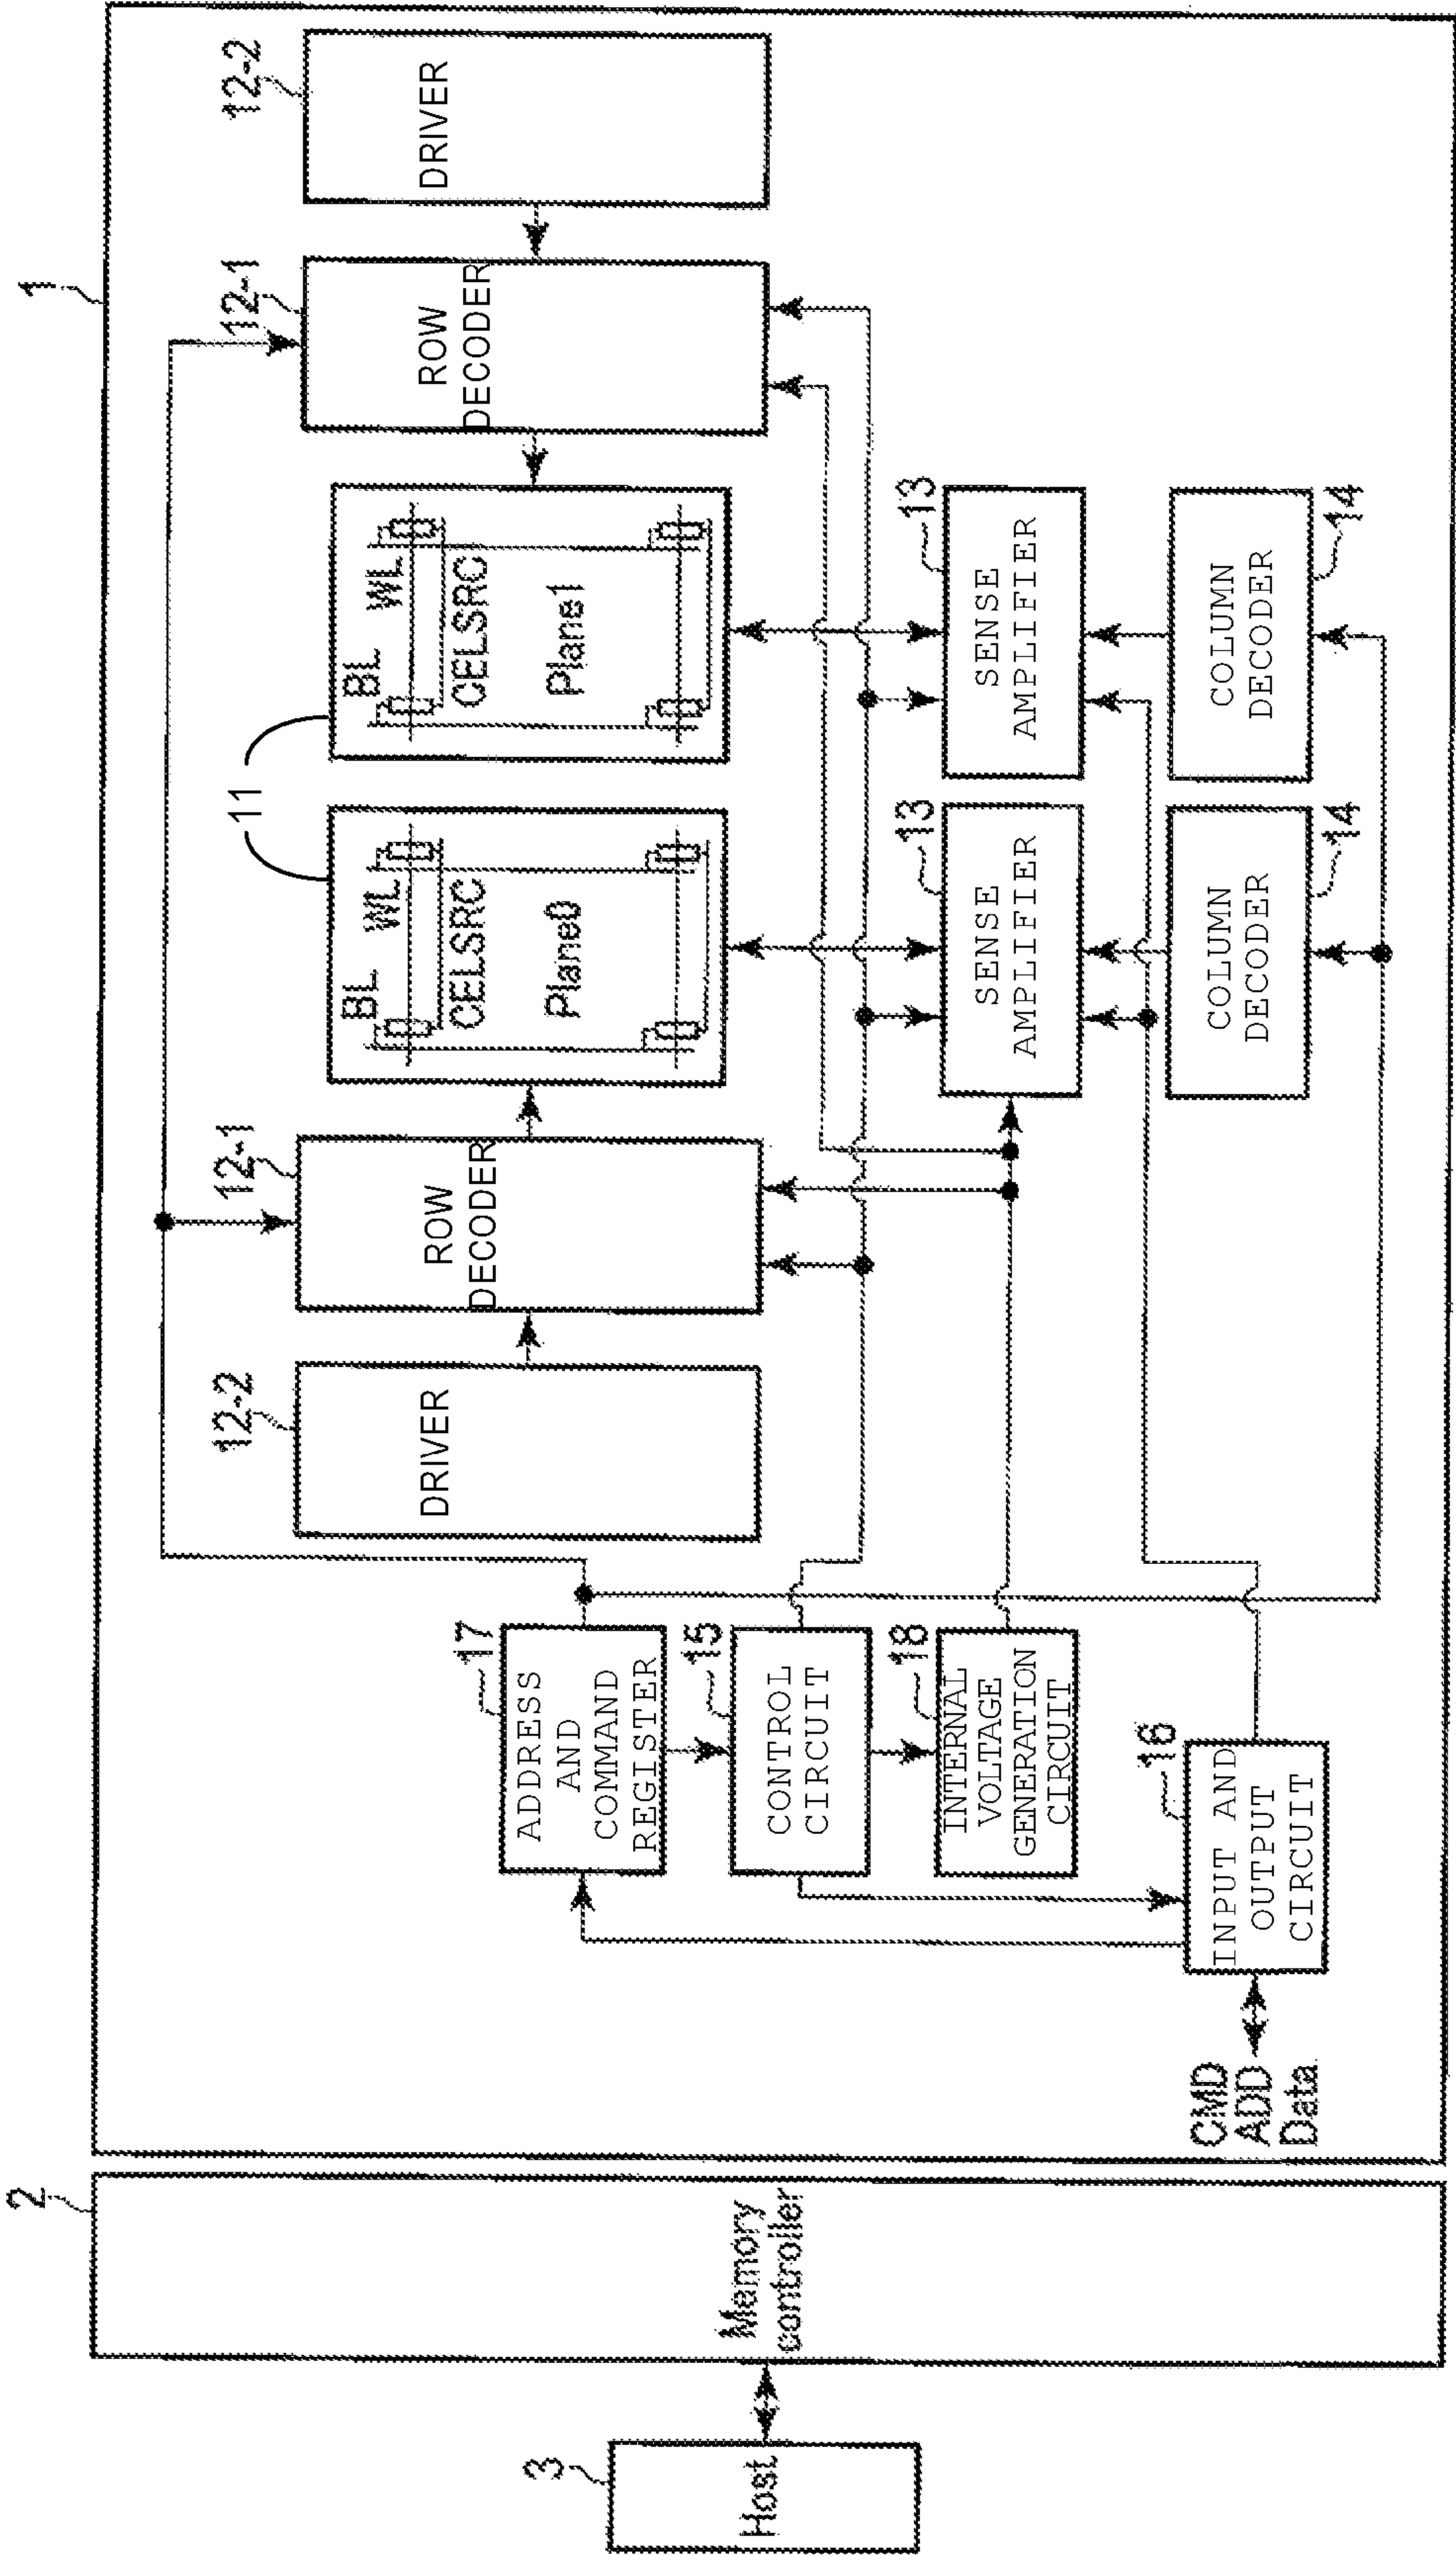 1
12-2
DRIVER
12-1
ROW
DECODER
11
BL
WL
CELSRC
Plane1
BL
WL
CELSRC
Plane0
12-1
ROW
DECODER
12-2
DRIVER
13
SENSE
AMPLIFIER
13
SENSE
AMPLIFIER
14
COLUMN
DECODER
14
COLUMN
DECODER
17
ADDRESS
AND
COMMAND
REGISTER
15
CONTROL
CIRCUIT
18
INTERNAL
VOLTAGE
GENERATION
CIRCUIT
16
INPUT AND
OUTPUT
CIRCUIT
CMD
ADD
Data
2
Memory
controller
3
Host